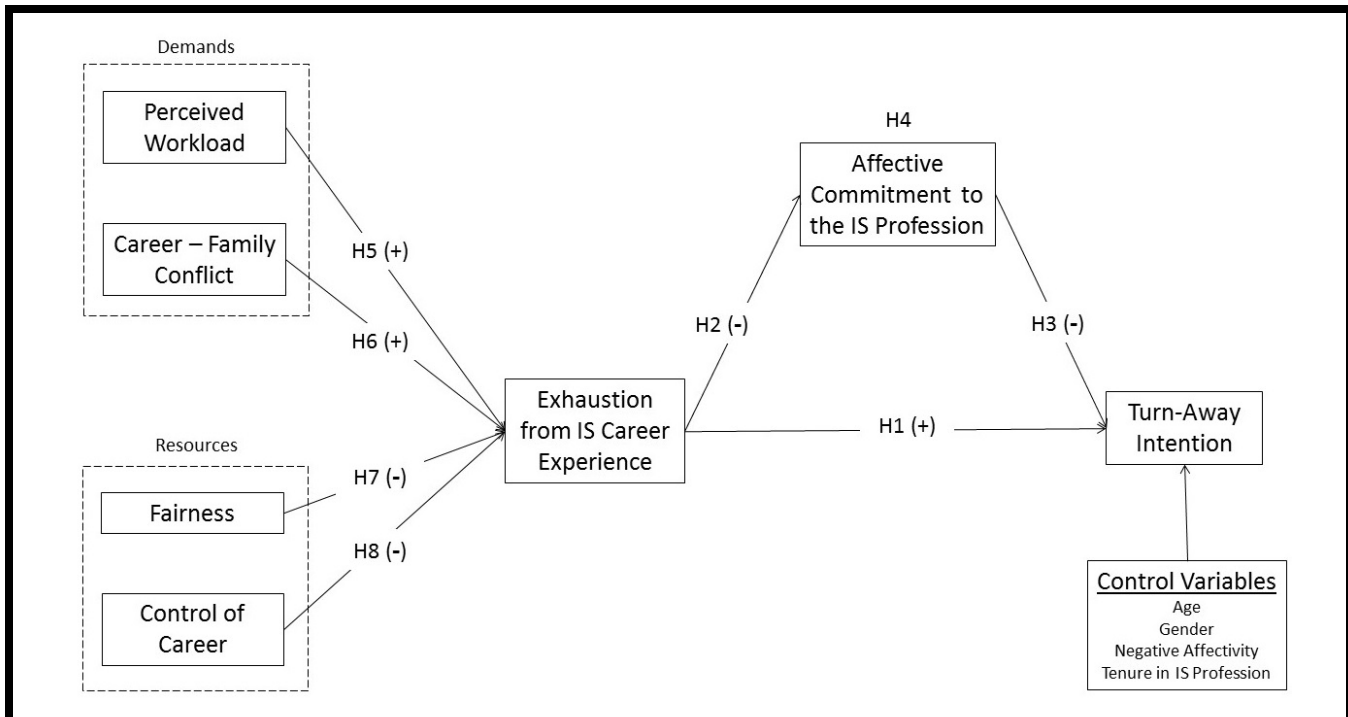 Demands
Perceived
Workload
Career – Family
Conflict
H5 (+)
H6 (+)
Resources
Fairness
Control of
Career
H7 (-)
H8 (-)
Exhaustion
from IS Career
Experience
H2 (-)
H4
Affective
Commitment to
the IS Profession
H3 (-)
H1 (+)
Turn-Away
Intention
Control Variables
Age
Gender
Negative Affectivity
Tenure in IS Profession